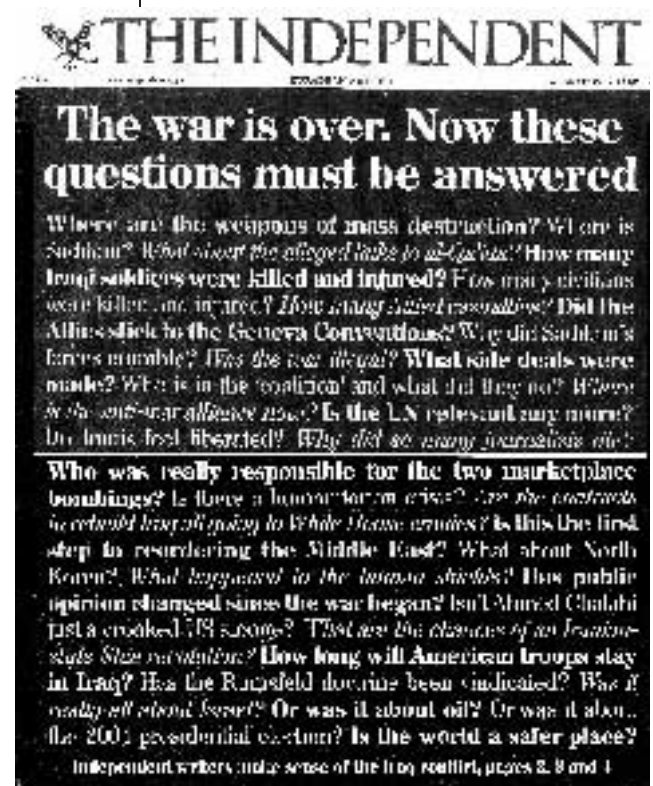 THE INDEPENDENT
The war is over. Now these
questions must be answered
Where are the weapons of mass destruction? Where is
Saddam? What about the alleged links to al-Qa'ida? How many
Iraqi soldiers were killed and injured? How many civilians
were killed and injured? How many Allied casualties? Did the
Allies stick to the Geneva Conventions? Why did Saddam's
forces crumble? Was the war illegal? What side deals were
made? Who is in the 'coalition' and what did they do? Where
is the anti-war alliance now? Is the UN relevant any more?
Do Iraqis feel liberated? Why did so many journalists die?
Who was really responsible for the two marketplace
bombings? Is there a humanitarian crisis? Are the contracts
to rebuild Iraq all going to White House cronies? Is this the first
step to reordering the Middle East? What about North
Korea? What happened to the human shields? Has public
opinion changed since the war began? Isn't Ahmed Chalabi
just a crooked US stooge? What are the chances of an Iranian-
style Shia revolution? How long will American troops stay
in Iraq? Has the Rumsfeld doctrine been vindicated? Was it
really all about Israel? Or was it about oil? Or was it about
the 2004 presidential election? Is the world a safer place?
Independent writers make sense of the Iraq conflict, pages 2, 3 and 4